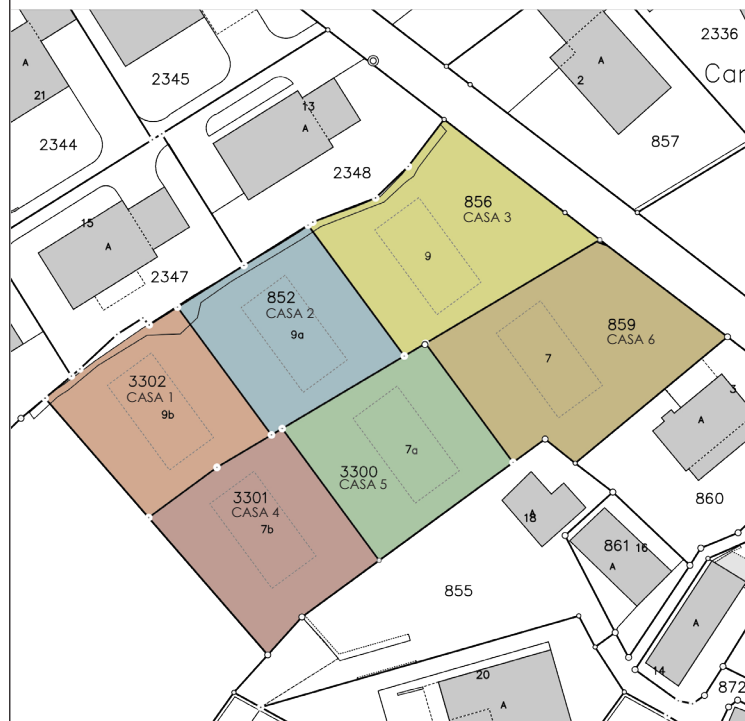 2336
A
Car
2345
A
2
21
13
A
2344
857
2348
856
CASA 3
15
A
9
2347
852
CASA 2
9a
859
CASA 6
7
3302
CASA 1
9b
3
A
7a
3300
CASA 5
3301
CASA 4
7b
860
18
A
861
16
A
855
A
14
20
872
A